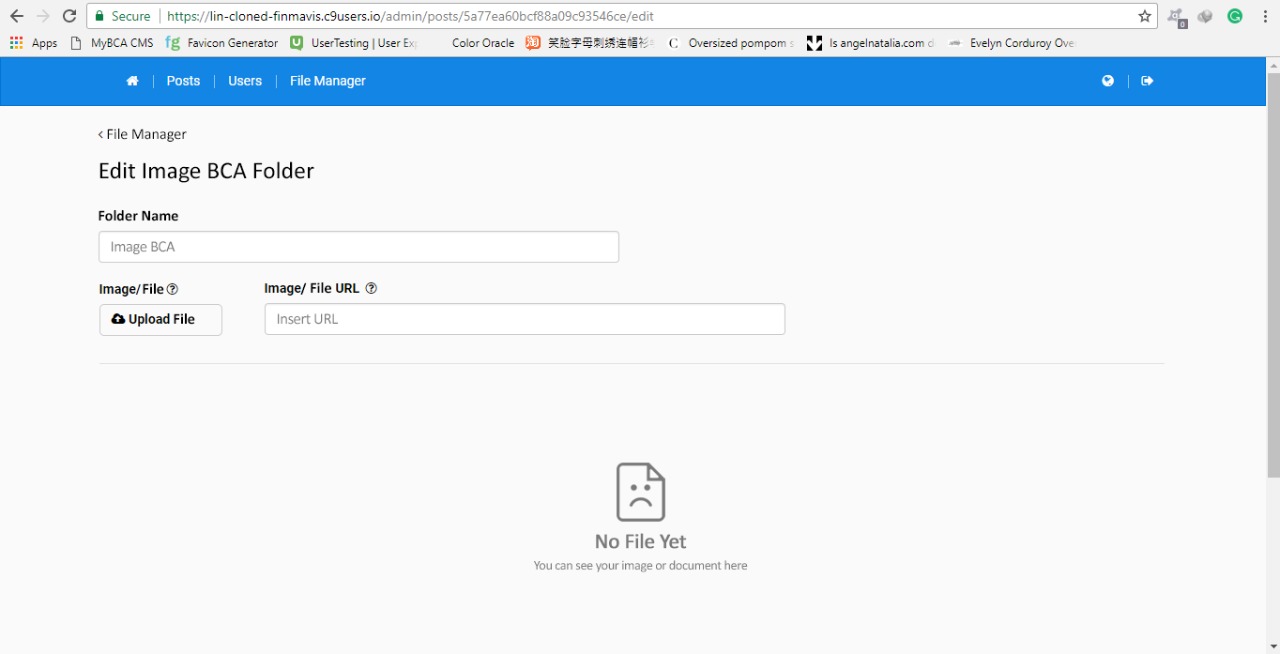 Secure https://lin-cloned-finmavis.c9users.io/admin/posts/5a77ea60bcf88a09c93546ce/edit 0
Apps MyBCA CMS fg Favicon Generator U UserTesting | User Ex Color Oracle 淘 笑脸字母刺绣连帽衫 C Oversized pompom s Is angelnatalia.com Evelyn Corduroy Ove
Posts Users File Manager
‹ File Manager
Edit Image BCA Folder
Folder Name
Image BCA
Image/File ? Image/ File URL ?
Upload File Insert URL
No File Yet
You can see your image or document here